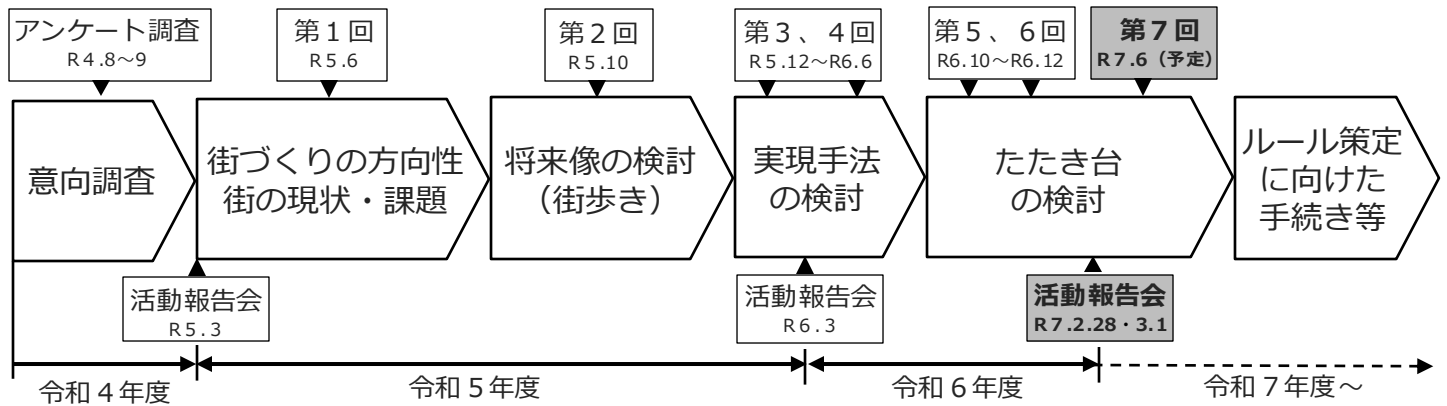 アンケート調査
R4.8～9
第1回
R5.6
第2回
R5.10
第3、4回
R5.12～R6.6
第5、6回
R6.10～R6.12
第7回
R7.6（予定）
意向調査
街づくりの方向性
街の現状・課題
将来像の検討
（街歩き）
実現手法
の検討
たたき台
の検討
ルール策定
に向けた
手続き等
活動報告会
R5.3
活動報告会
R6.3
活動報告会
R7.2.28・3.1
令和4年度
令和5年度
令和6年度
令和7年度～